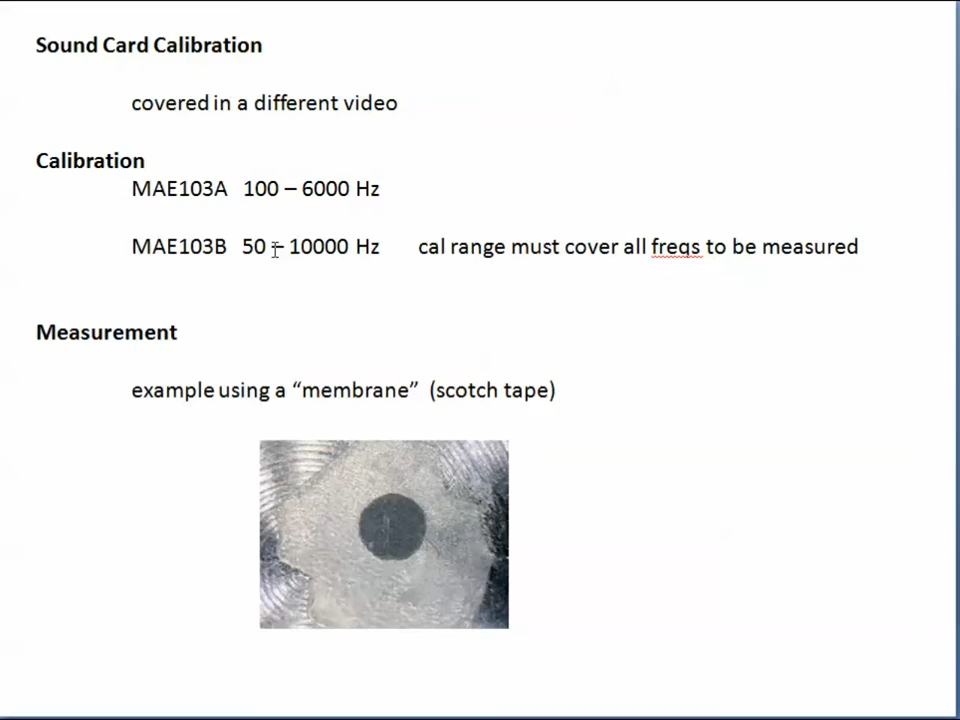 Sound Card Calibration
covered in a different video
Calibration
MAE103A 100 – 6000 Hz
MAE103B 50 – 10000 Hz cal range must cover all freqs to be measured
Measurement
example using a “membrane” (scotch tape)